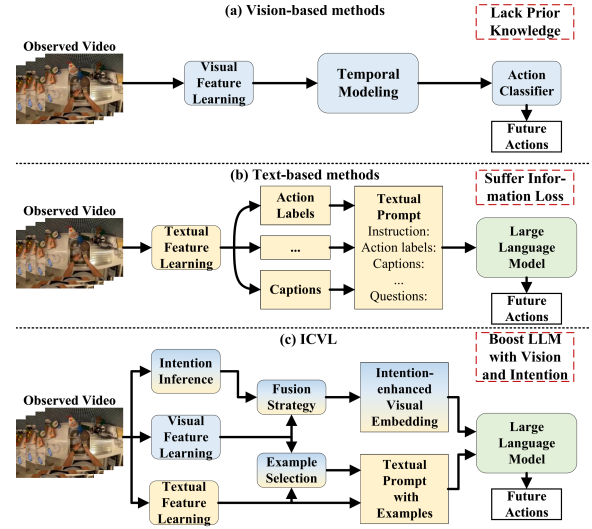 (a) Vision-based methods
Lack Prior
Knowledge
Observed Video
Visual
Feature
Learning
Temporal
Modeling
Action
Classifier
Future
Actions
(b) Text-based methods
Suffer Infor-
mation Loss
Observed Video
Textual
Feature
Learning
Action
Labels
...
Captions
Textual
Prompt
Instruction:
Action labels:
Captions:
...
Questions:
Large
Language
Model
Future
Actions
(c) ICVL
Boost LLM
with Vision
and Intention
Observed Video
Intention
Inference
Visual
Feature
Learning
Textual
Feature
Learning
Fusion
Strategy
Example
Selection
Intention-
enhanced
Visual
Embedding
Textual
Prompt
with
Examples
Large
Language
Model
Future
Actions